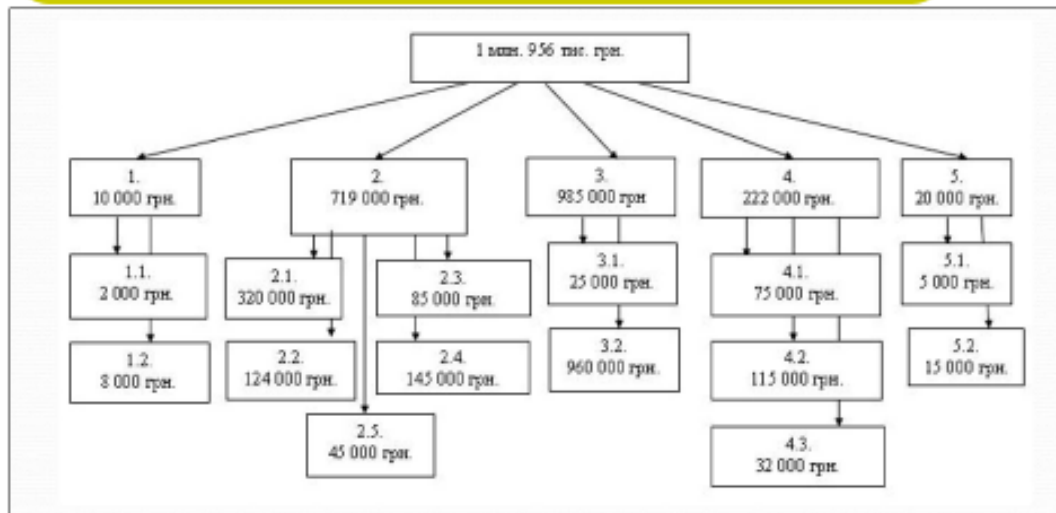 1 млн. 956 тис. грн.
1.
10 000 грн.
2.
719 000 грн.
3.
985 000 грн
4.
222 000 грн.
5.
20 000 грн.
1.1.
2 000 грн.
2.1.
320 000 грн.
2.3.
85 000 грн.
3.1.
25 000 грн.
4.1.
75 000 грн.
5.1.
5 000 грн.
1.2.
8 000 грн.
2.2.
124 000 грн.
2.4.
145 000 грн.
3.2.
960 000 грн.
4.2.
115 000 грн.
5.2.
15 000 грн.
2.5.
45 000 грн.
4.3.
32 000 грн.